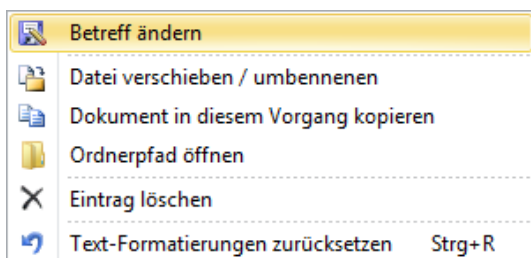 Betreff ändern
Datei verschieben / umbennenen
Dokument in diesem Vorgang kopieren
Ordnerpfad öffnen
Eintrag löschen
Text-Formatierungen zurücksetzen Strg+R